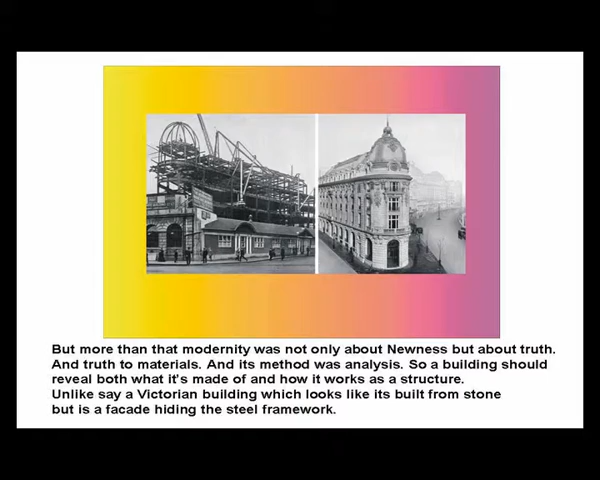 But more than that modernity was not only about Newness but about truth.
And truth to materials. And its method was analysis. So a building should
reveal both what it's made of and how it works as a structure.
Unlike say a Victorian building which looks like its built from stone
but is a facade hiding the steel framework.